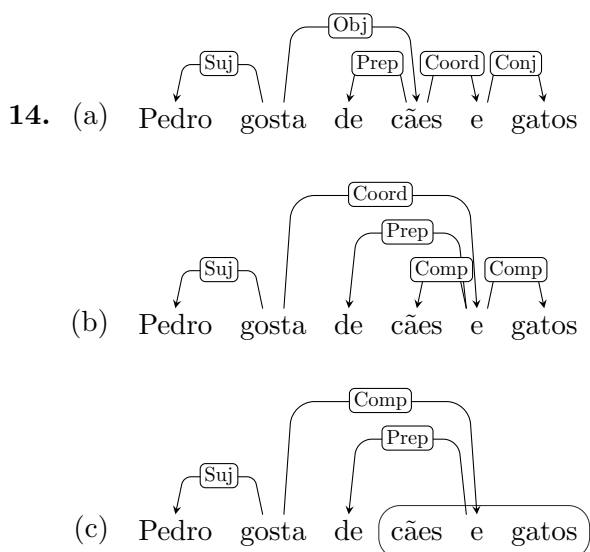 Obj
Suj Prep Coord Conj
14. (a) Pedro gosta de cães e gatos
Coord
Prep
Suj Comp Comp
(b) Pedro gosta de cães e gatos
Comp
Prep
Suj
(c) Pedro gosta de cães e gatos